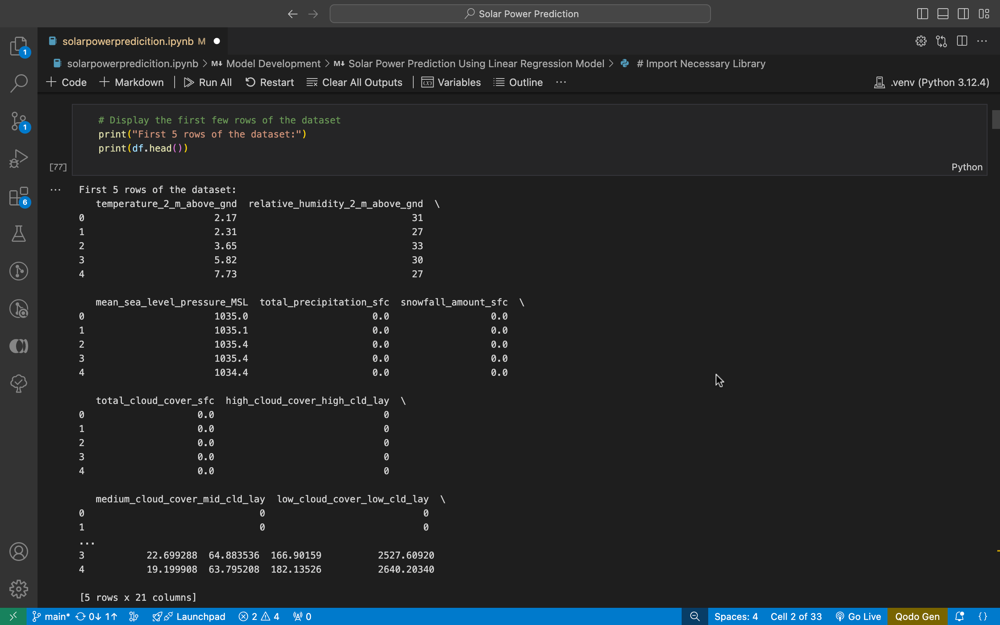 Solar Power Prediction
solarpowerpredicition.ipynb M
1
solarpowerpredicition.ipynb > M↓ Model Development > M↓ Solar Power Prediction Using Linear Regression Model > # Import Necessary Library
+ Code + Markdown | Run All Restart Clear All Outputs | Variables Outline ... .venv (Python 3.12.4)
# Display the first few rows of the dataset
1
print("First 5 rows of the dataset:")
print(df.head())
[77] Python
... First 5 rows of the dataset:
6
temperature_2_m_above_gnd relative_humidity_2_m_above_gnd \
0 2.17 31
1 2.31 27
2 3.65 33
3 5.82 30
4 7.73 27
mean_sea_level_pressure_MSL total_precipitation_sfc snowfall_amount_sfc \
0 1035.0 0.0 0.0
1 1035.1 0.0 0.0
2 1035.4 0.0 0.0
3 1035.4 0.0 0.0
4 1034.4 0.0 0.0
total_cloud_cover_sfc high_cloud_cover_high_cld_lay \
0 0.0 0
1 0.0 0
2 0.0 0
3 0.0 0
4 0.0 0
medium_cloud_cover_mid_cld_lay low_cloud_cover_low_cld_lay \
0 0 0
1 0 0
...
3 22.699288 64.883536 166.90159 2527.60920
4 19.199908 63.795208 182.13526 2640.20340
[5 rows x 21 columns]
main* 0↓ 1↑ Launchpad 2 4 0 Spaces: 4 Cell 2 of 33 Go Live Qodo Gen {}